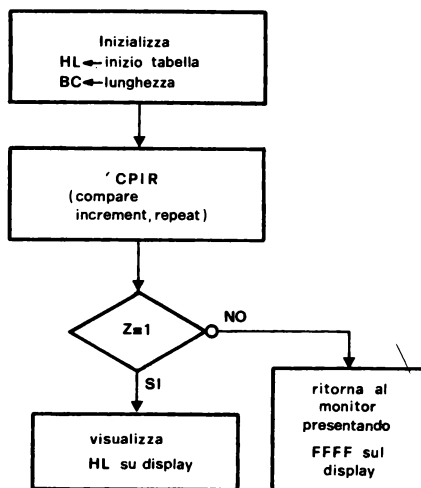 Inizializza
HL← inizio tabella
BC← lunghezza
'CPIR
(compare
increment, repeat)
Z=1
NO
SI
visualizza
HL su display
ritorna al
monitor
presentando
FFFF sul
display